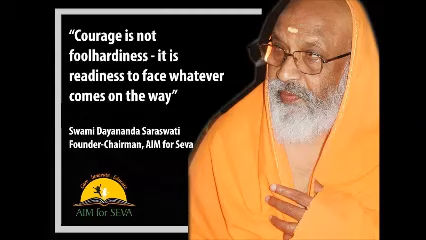 “Courage is not
foolhardiness - it is
readiness to face whatever
comes on the way”
Swami Dayananda Saraswati
Founder-Chairman, AIM for Seva
AIM for SEVA